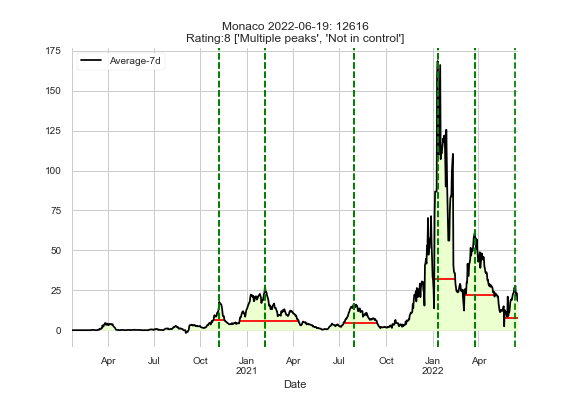 Monaco 2022-06-19: 12616
Rating:8 ['Multiple peaks', 'Not in control']
Average-7d
175
150
125
100
75
50
25
0
Apr Jul Oct Jan Apr Jul Oct Jan Apr
2021 2022
Date